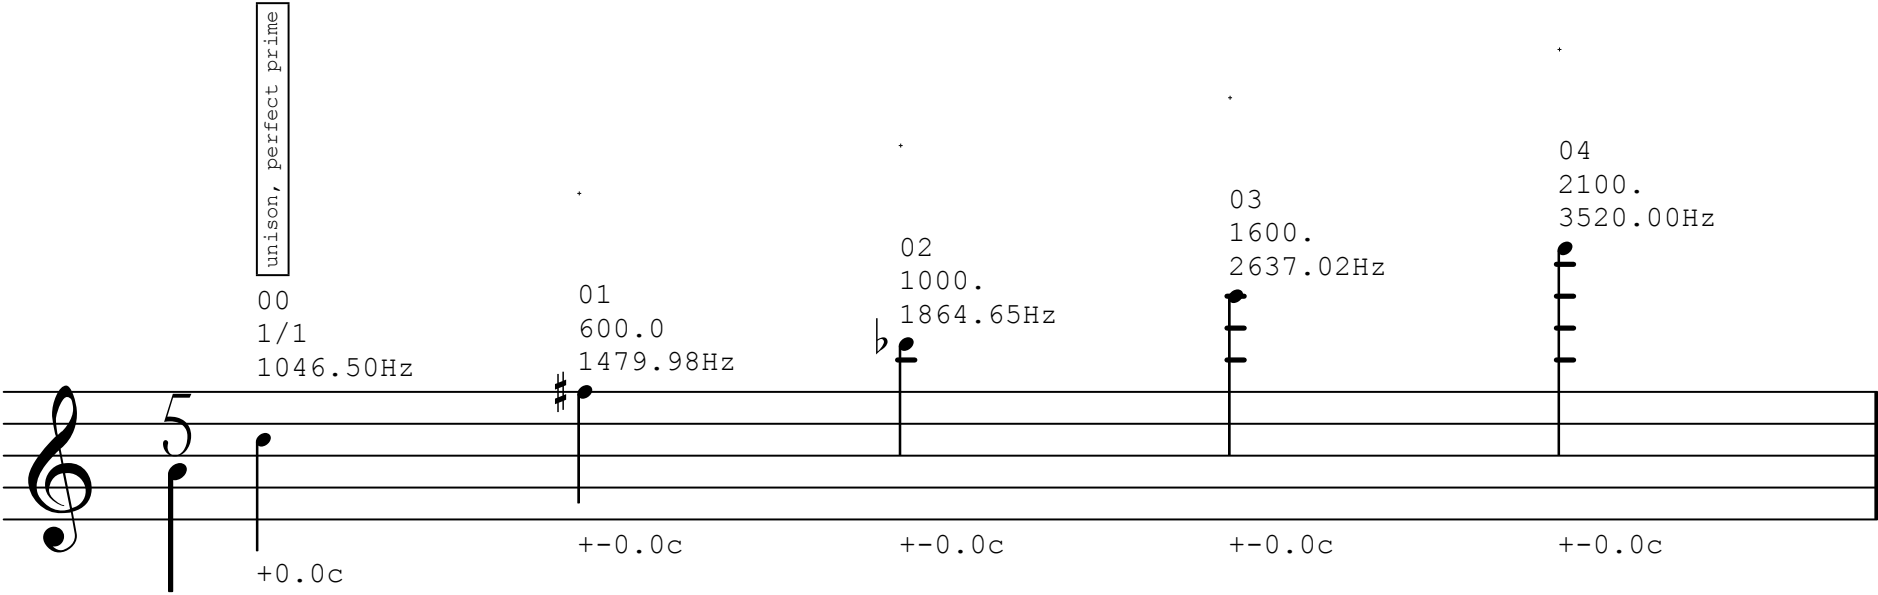 unison, perfect prime
00
1/1
1046.50Hz
+0.0c
01
600.0
1479.98Hz
+-0.0c
02
1000.
1864.65Hz
+-0.0c
03
1600.
2637.02Hz
+-0.0c
04
2100.
3520.00Hz
+-0.0c
5